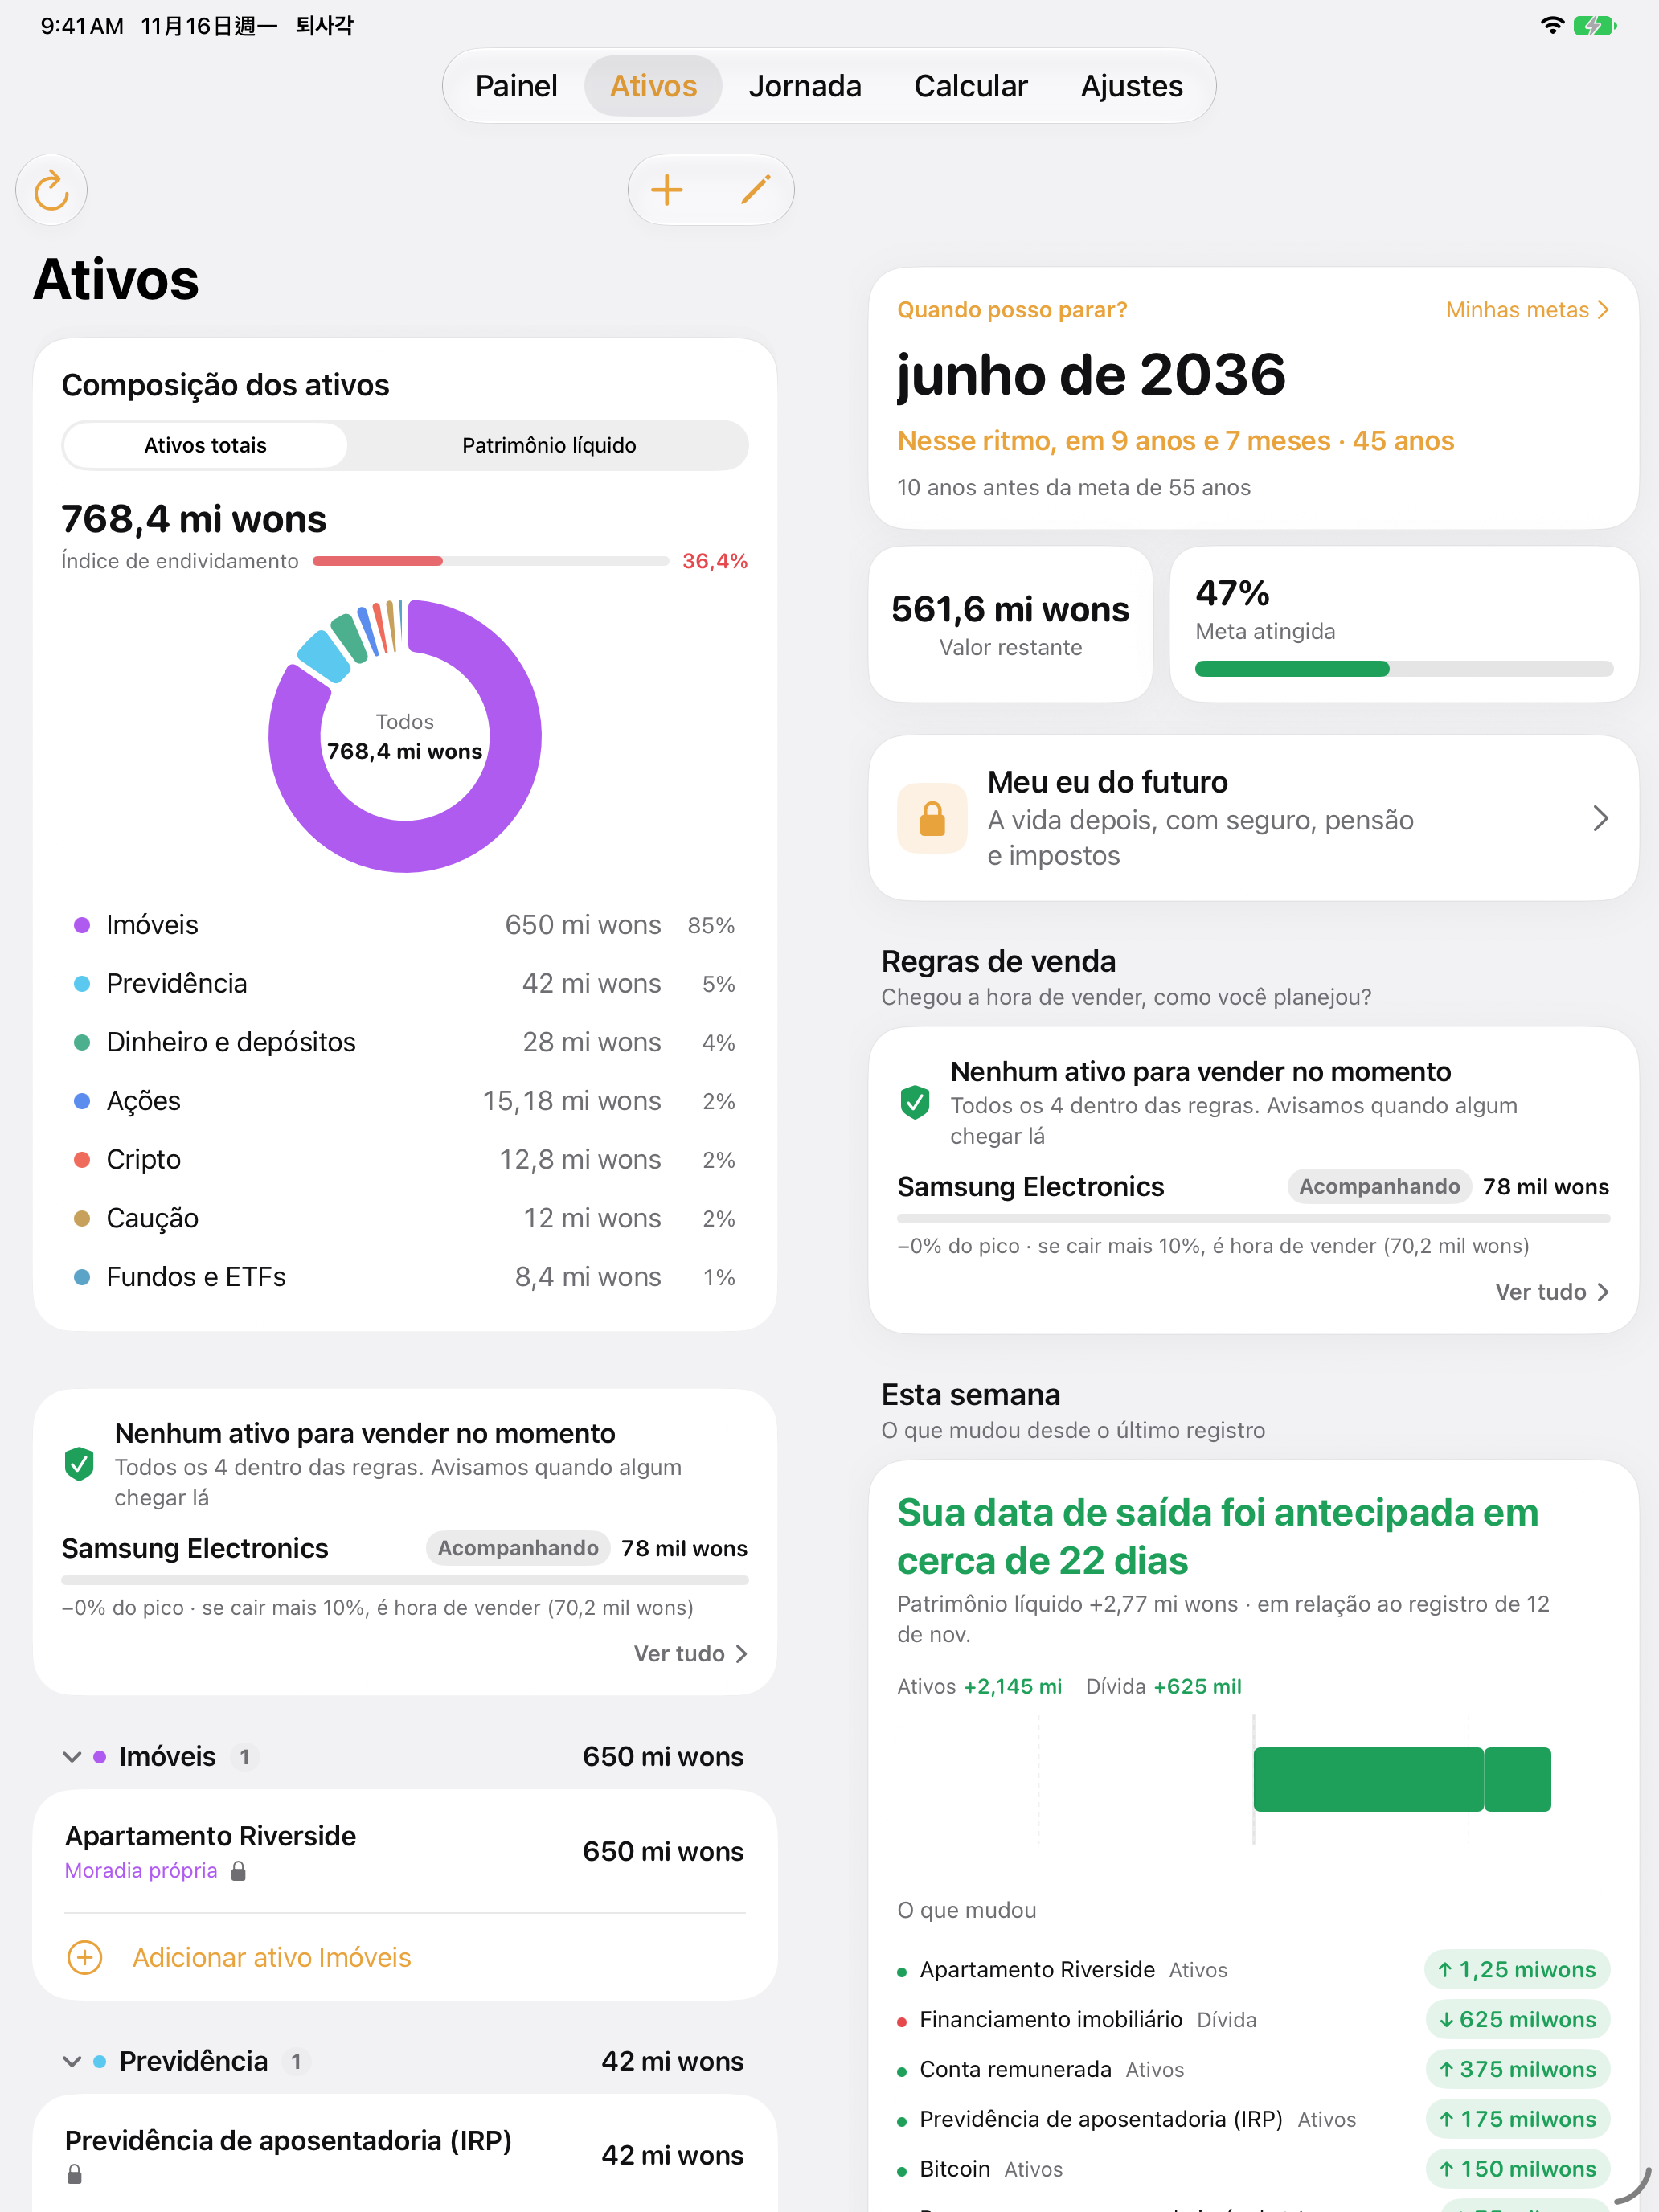 9:41 AM 11月16日週一 퇴사각
Painel Ativos Jornada Calcular Ajustes
Ativos
Composição dos ativos
Ativos totais Patrimônio líquido
768,4 mi wons
Índice de endividamento 36,4%
Todos
768,4 mi wons
Imóveis 650 mi wons 85%
Previdência 42 mi wons 5%
Dinheiro e depósitos 28 mi wons 4%
Ações 15,18 mi wons 2%
Cripto 12,8 mi wons 2%
Caução 12 mi wons 2%
Fundos e ETFs 8,4 mi wons 1%
Nenhum ativo para vender no momento
Todos os 4 dentro das regras. Avisamos quando algum
chegar lá
Samsung Electronics Acompanhando 78 mil wons
−0% do pico · se cair mais 10%, é hora de vender (70,2 mil wons)
Ver tudo
Imóveis 1 650 mi wons
Apartamento Riverside 650 mi wons
Moradia própria
Adicionar ativo Imóveis
Previdência 1 42 mi wons
Previdência de aposentadoria (IRP) 42 mi wons
Quando posso parar? Minhas metas
junho de 2036
Nesse ritmo, em 9 anos e 7 meses · 45 anos
10 anos antes da meta de 55 anos
561,6 mi wons
Valor restante
47%
Meta atingida
Meu eu do futuro
A vida depois, com seguro, pensão
e impostos
Regras de venda
Chegou a hora de vender, como você planejou?
Nenhum ativo para vender no momento
Todos os 4 dentro das regras. Avisamos quando algum
chegar lá
Samsung Electronics Acompanhando 78 mil wons
−0% do pico · se cair mais 10%, é hora de vender (70,2 mil wons)
Ver tudo
Esta semana
O que mudou desde o último registro
Sua data de saída foi antecipada em
cerca de 22 dias
Patrimônio líquido +2,77 mi wons · em relação ao registro de 12
de nov.
Ativos +2,145 mi Dívida +625 mil
O que mudou
Apartamento Riverside Ativos ↑ 1,25 miwons
Financiamento imobiliário Dívida ↓ 625 milwons
Conta remunerada Ativos ↑ 375 milwons
Previdência de aposentadoria (IRP) Ativos ↑ 175 milwons
Bitcoin Ativos ↑ 150 milwons